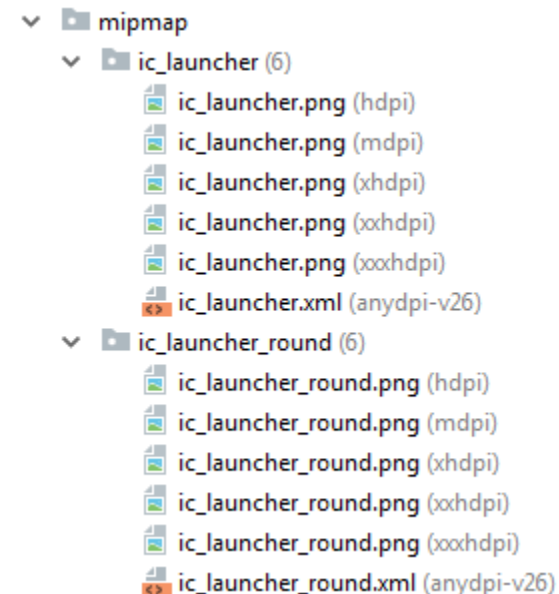 mipmap
ic_launcher (6)
ic_launcher.png (hdpi)
ic_launcher.png (mdpi)
ic_launcher.png (xhdpi)
ic_launcher.png (xxhdpi)
ic_launcher.png (xxxhdpi)
ic_launcher.xml (anydpi-v26)
ic_launcher_round (6)
ic_launcher_round.png (hdpi)
ic_launcher_round.png (mdpi)
ic_launcher_round.png (xhdpi)
ic_launcher_round.png (xxhdpi)
ic_launcher_round.png (xxxhdpi)
ic_launcher_round.xml (anydpi-v26)